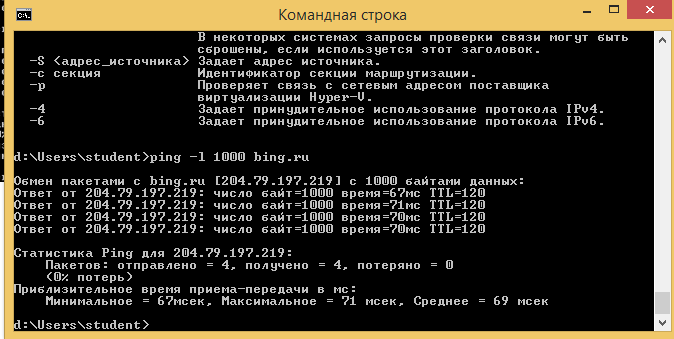 Командная строка
В некоторых системах запросы проверки связи могут быть
сброшены, если используется этот заголовок.
-S <адрес_источника> Задает адрес источника.
-c секция Идентификатор секции маршрутизации.
-p Проверяет связь с сетевым адресом поставщика
виртуализации Hyper-V.
-4 Задает принудительное использование протокола IPv4.
-6 Задает принудительное использование протокола IPv6.
d:\Users\student>ping -l 1000 bing.ru
Обмен пакетами с bing.ru [204.79.197.219] с 1000 байтами данных:
Ответ от 204.79.197.219: число байт=1000 время=67мс TTL=120
Ответ от 204.79.197.219: число байт=1000 время=71мс TTL=120
Ответ от 204.79.197.219: число байт=1000 время=70мс TTL=120
Ответ от 204.79.197.219: число байт=1000 время=70мс TTL=120
Статистика Ping для 204.79.197.219:
Пакетов: отправлено = 4, получено = 4, потеряно = 0
(0% потерь)
Приблизительное время приема-передачи в мс:
Минимальное = 67мсек, Максимальное = 71 мсек, Среднее = 69 мсек
d:\Users\student>